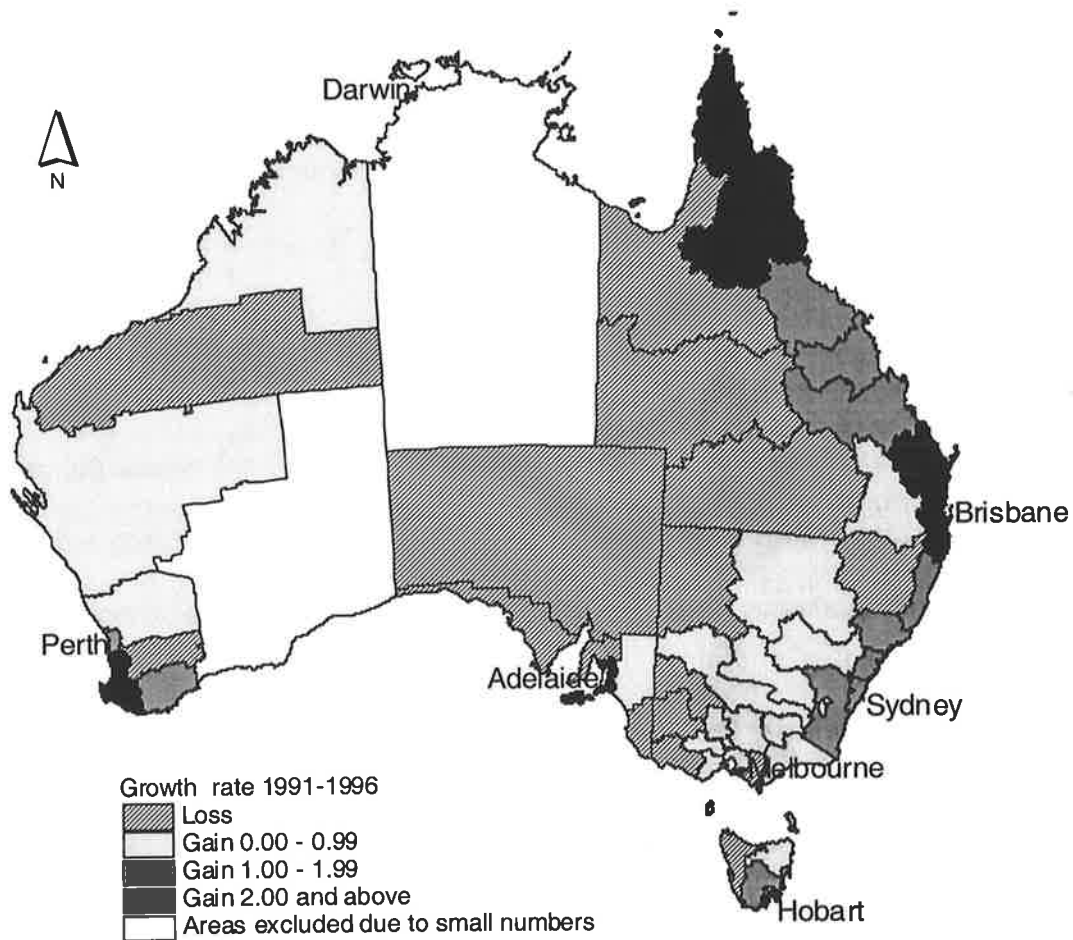 Darwin
N
Brisbane
Perth
Adelaide
Sydney
Melbourne
Growth rate 1991-1996
Loss
Gain 0.00 - 0.99
Gain 1.00 - 1.99
Gain 2.00 and above
Areas excluded due to small numbers
Hobart